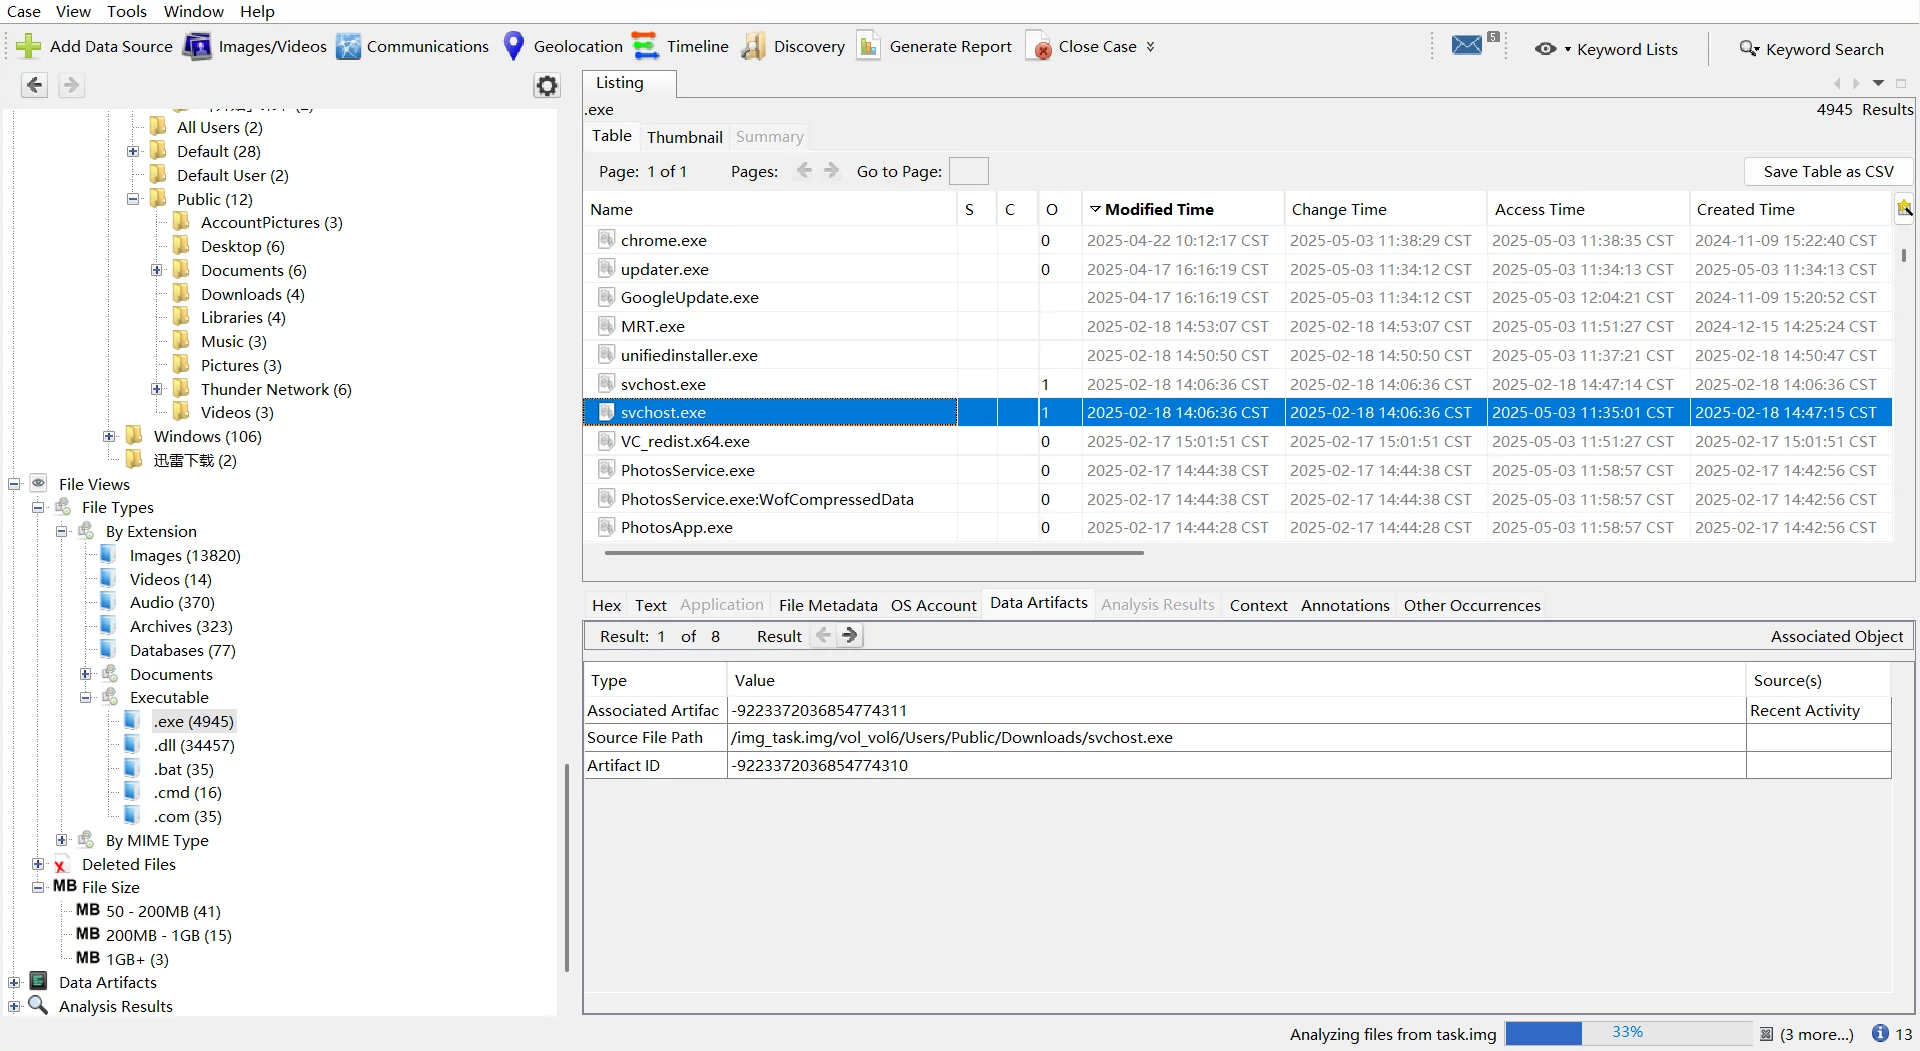 Case View Tools Window Help
Add Data Source Images/Videos Communications Geolocation Timeline Discovery Generate Report Close Case 5 Keyword Lists Keyword Search
All Users (2)
Default (28)
Default User (2)
Public (12)
AccountPictures (3)
Desktop (6)
Documents (6)
Downloads (4)
Libraries (4)
Music (3)
Pictures (3)
Thunder Network (6)
Videos (3)
Windows (106)
迅雷下载 (2)
File Views
File Types
By Extension
Images (13820)
Videos (14)
Audio (370)
Archives (323)
Databases (77)
Documents
Executable
.exe (4945)
.dll (34457)
.bat (35)
.cmd (16)
.com (35)
By MIME Type
Deleted Files
MB File Size
MB 50 - 200MB (41)
MB 200MB - 1GB (15)
MB 1GB+ (3)
Data Artifacts
Analysis Results
Listing
.exe 4945 Results
Table Thumbnail Summary
Page: 1 of 1 Pages: Go to Page: Save Table as CSV
Name S C O Modified Time Change Time Access Time Created Time
chrome.exe 0 2025-04-22 10:12:17 CST 2025-05-03 11:38:29 CST 2025-05-03 11:38:35 CST 2024-11-09 15:22:40 CST
updater.exe 0 2025-04-17 16:16:19 CST 2025-05-03 11:34:12 CST 2025-05-03 11:34:13 CST 2025-05-03 11:34:13 CST
GoogleUpdate.exe 2025-04-17 16:16:19 CST 2025-05-03 11:34:12 CST 2025-05-03 12:04:21 CST 2024-11-09 15:20:52 CST
MRT.exe 2025-02-18 14:53:07 CST 2025-02-18 14:53:07 CST 2025-05-03 11:51:27 CST 2024-12-15 14:25:24 CST
unifiedinstaller.exe 2025-02-18 14:50:50 CST 2025-02-18 14:50:50 CST 2025-05-03 11:37:21 CST 2025-02-18 14:50:47 CST
svchost.exe 1 2025-02-18 14:06:36 CST 2025-02-18 14:06:36 CST 2025-02-18 14:47:14 CST 2025-02-18 14:06:36 CST
svchost.exe 1 2025-02-18 14:06:36 CST 2025-02-18 14:06:36 CST 2025-05-03 11:35:01 CST 2025-02-18 14:47:15 CST
VC_redist.x64.exe 0 2025-02-17 15:01:51 CST 2025-02-17 15:01:51 CST 2025-05-03 11:51:27 CST 2025-02-17 15:01:51 CST
PhotosService.exe 0 2025-02-17 14:44:38 CST 2025-02-17 14:44:38 CST 2025-05-03 11:58:57 CST 2025-02-17 14:42:56 CST
PhotosService.exe:WofCompressedData 0 2025-02-17 14:44:38 CST 2025-02-17 14:44:38 CST 2025-05-03 11:58:57 CST 2025-02-17 14:42:56 CST
PhotosApp.exe 0 2025-02-17 14:44:28 CST 2025-02-17 14:44:28 CST 2025-05-03 11:58:57 CST 2025-02-17 14:42:56 CST
Hex Text Application File Metadata OS Account Data Artifacts Analysis Results Context Annotations Other Occurrences
Result: 1 of 8 Result Associated Object
Type Value Source(s)
Associated Artifac -9223372036854774311 Recent Activity
Source File Path /img_task.img/vol_vol6/Users/Public/Downloads/svchost.exe
Artifact ID -9223372036854774310
Analyzing files from task.img 33% (3 more...) 13